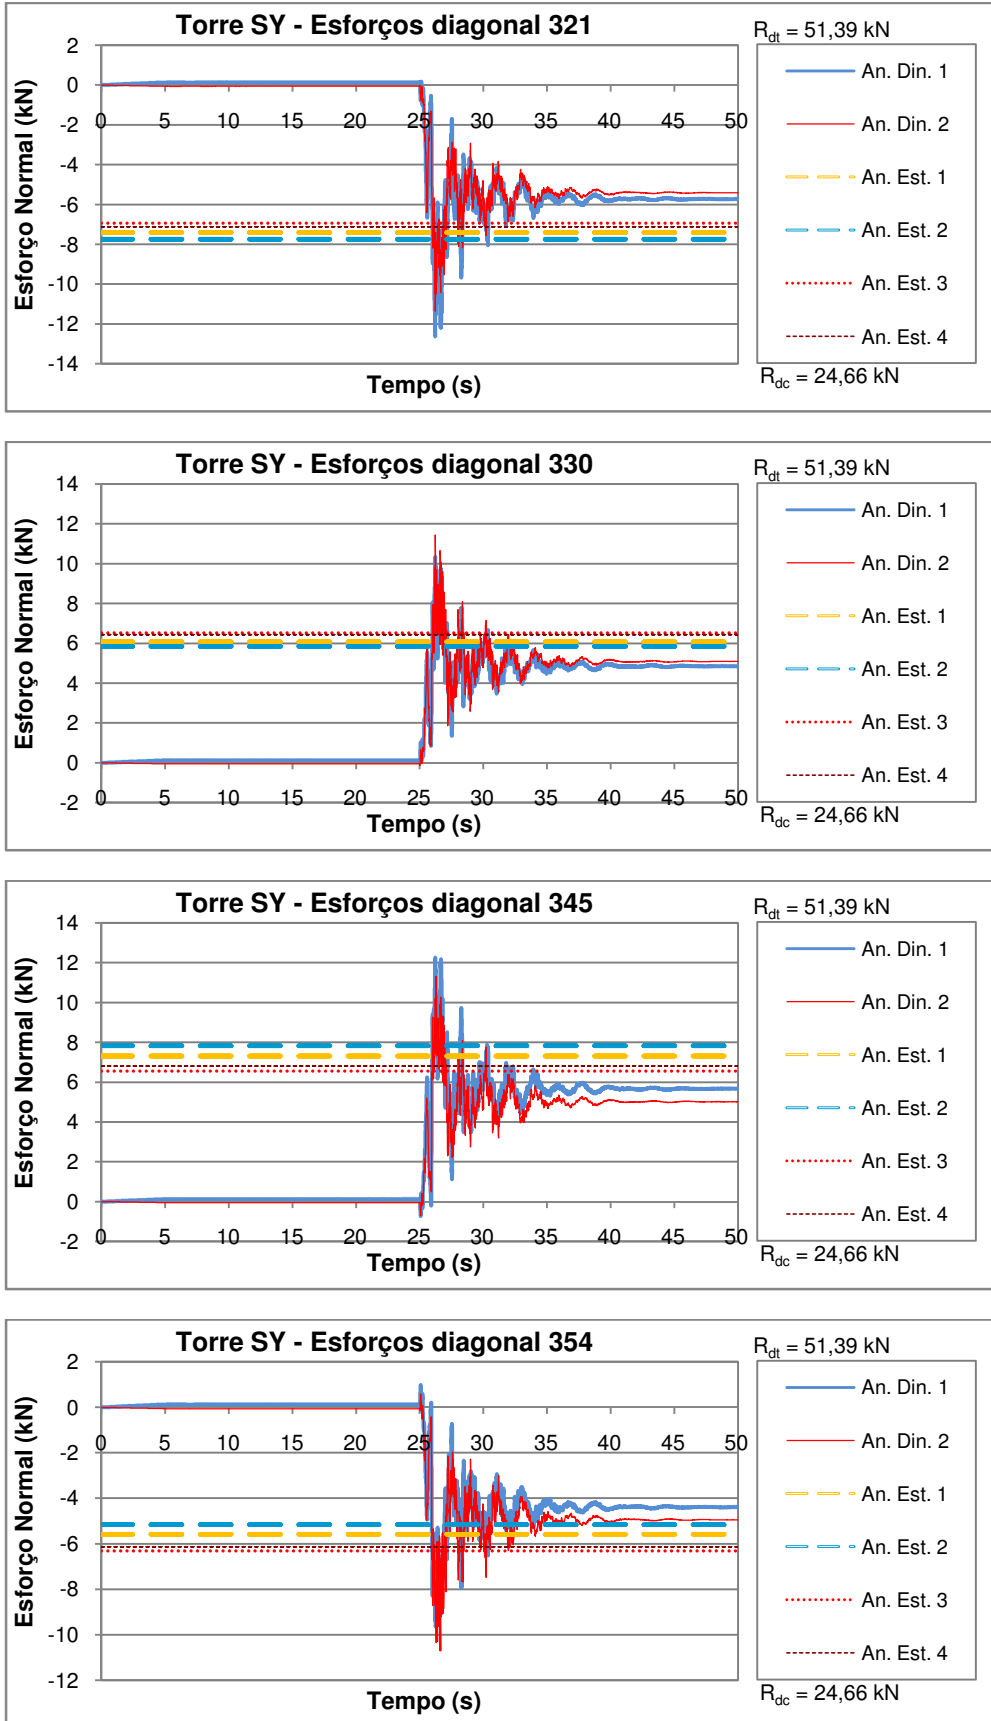 Torre SY - Esforços diagonal 321
R_dt = 51,39 kN
Esforço Normal (kN)
2
0
-2
-4
-6
-8
-10
-12
-14
0 5 10 15 20 25 30 35 40 45 50
Tempo (s)
An. Din. 1
An. Din. 2
An. Est. 1
An. Est. 2
An. Est. 3
An. Est. 4
R_dc = 24,66 kN
Torre SY - Esforços diagonal 330
R_dt = 51,39 kN
Esforço Normal (kN)
14
12
10
8
6
4
2
0
-2
0 5 10 15 20 25 30 35 40 45 50
Tempo (s)
An. Din. 1
An. Din. 2
An. Est. 1
An. Est. 2
An. Est. 3
An. Est. 4
R_dc = 24,66 kN
Torre SY - Esforços diagonal 345
R_dt = 51,39 kN
Esforço Normal (kN)
14
12
10
8
6
4
2
0
-2
0 5 10 15 20 25 30 35 40 45 50
Tempo (s)
An. Din. 1
An. Din. 2
An. Est. 1
An. Est. 2
An. Est. 3
An. Est. 4
R_dc = 24,66 kN
Torre SY - Esforços diagonal 354
R_dt = 51,39 kN
Esforço Normal (kN)
2
0
-2
-4
-6
-8
-10
-12
0 5 10 15 20 25 30 35 40 45 50
Tempo (s)
An. Din. 1
An. Din. 2
An. Est. 1
An. Est. 2
An. Est. 3
An. Est. 4
R_dc = 24,66 kN